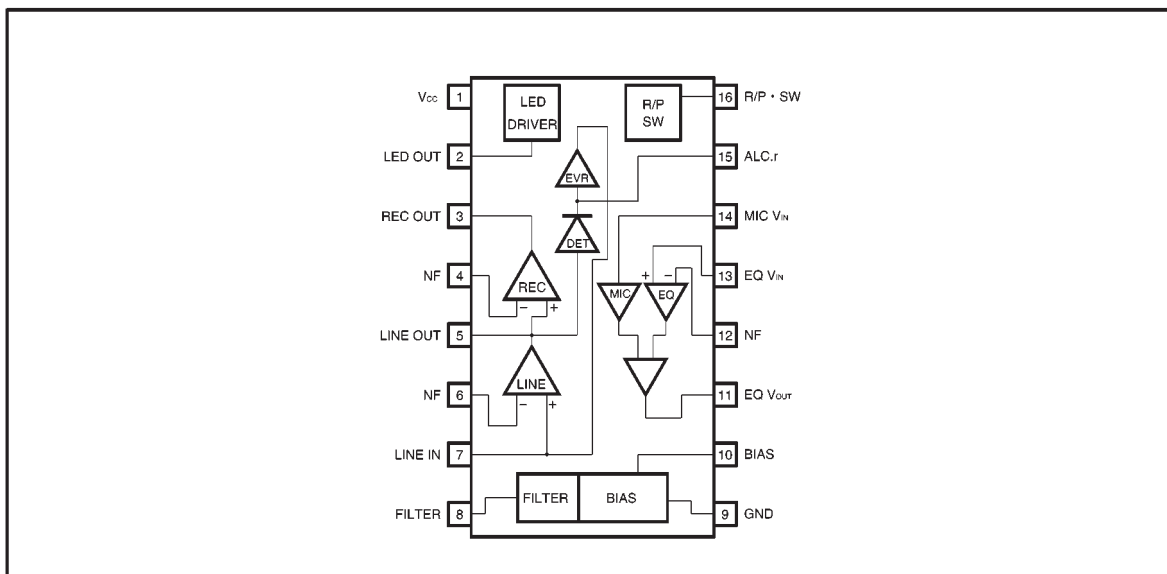 Vcc 1 LED DRIVER R/P SW 16 R/P・SW
LED OUT 2 EVR 15 ALC.r
REC OUT 3 DET 14 MIC VIN
NF 4 REC − + MIC + − EQ 13 EQ VIN
LINE OUT 5 12 NF
NF 6 LINE − + 11 EQ VOUT
LINE IN 7 10 BIAS
FILTER 8 FILTER BIAS 9 GND